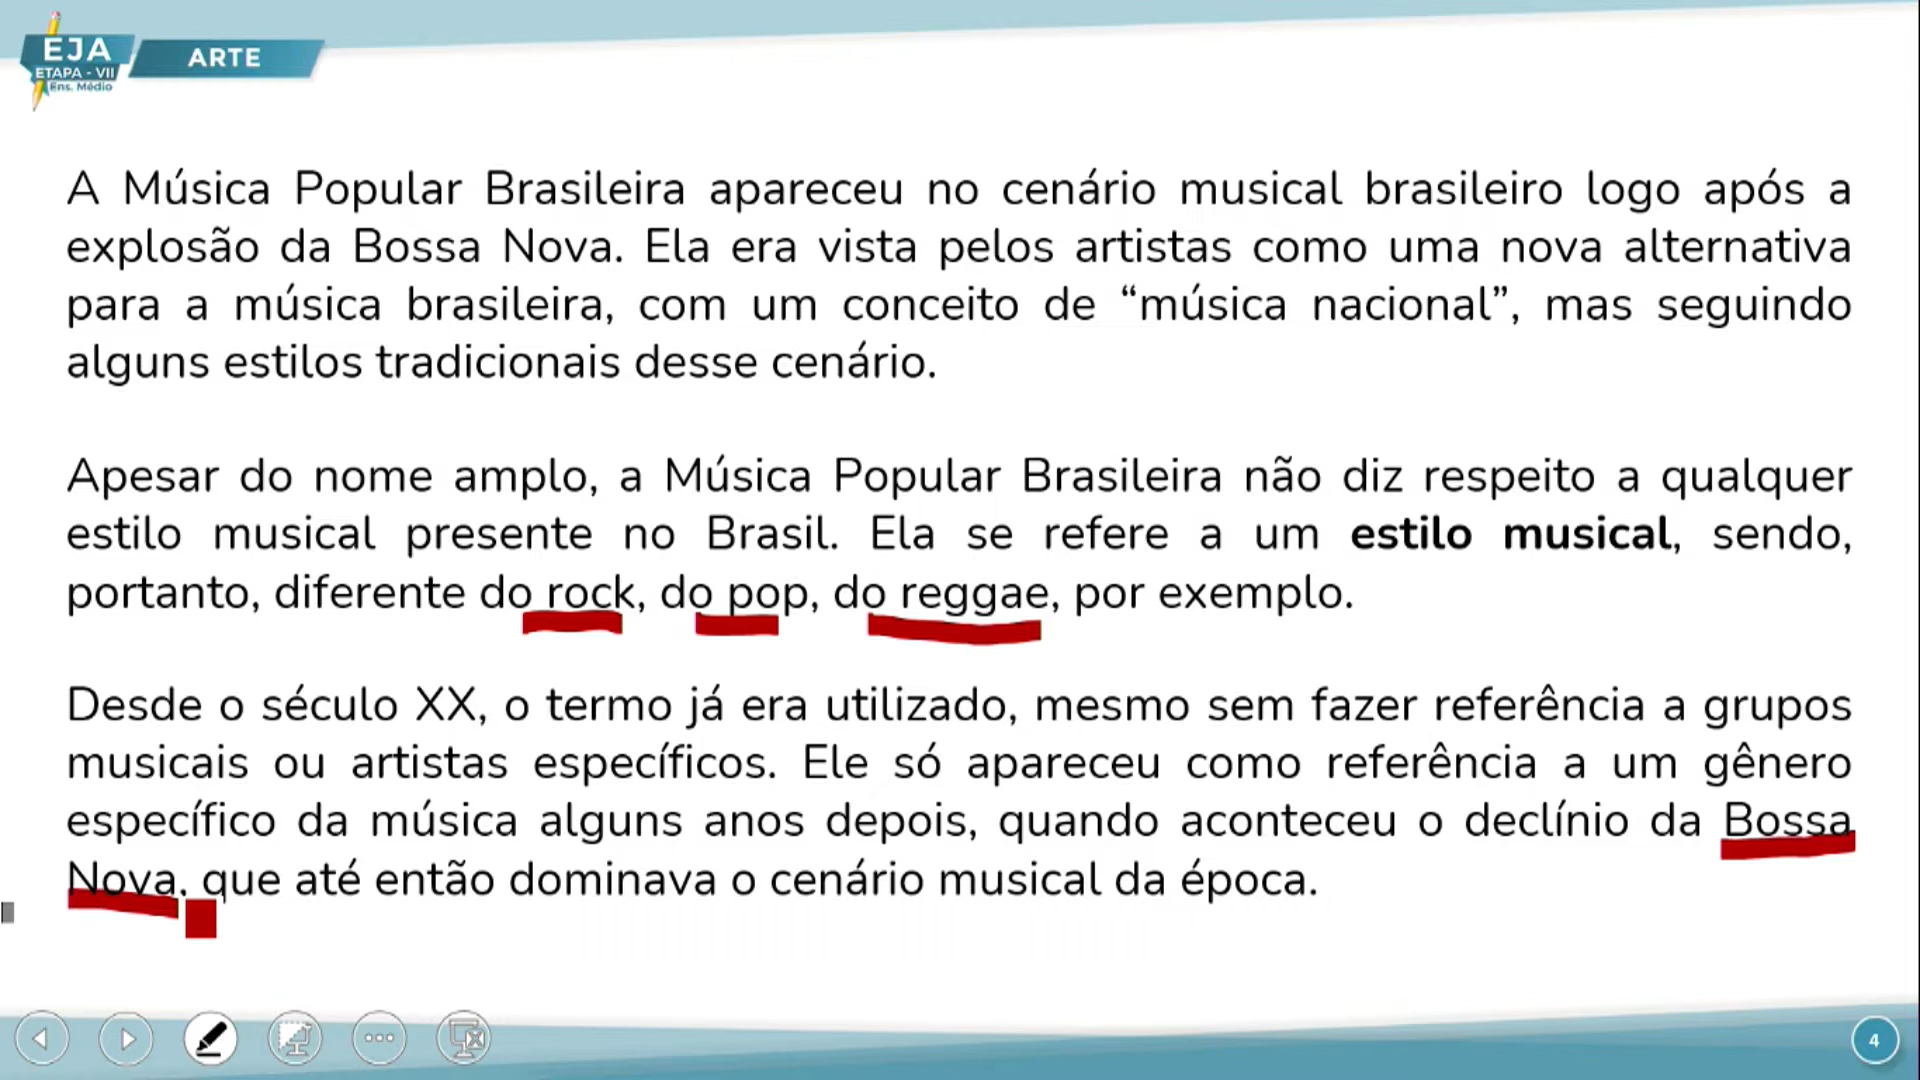 EJA
ETAPA - VII
Ens. Médio
ARTE
A Música Popular Brasileira apareceu no cenário musical brasileiro logo após a
explosão da Bossa Nova. Ela era vista pelos artistas como uma nova alternativa
para a música brasileira, com um conceito de “música nacional”, mas seguindo
alguns estilos tradicionais desse cenário.
Apesar do nome amplo, a Música Popular Brasileira não diz respeito a qualquer
estilo musical presente no Brasil. Ela se refere a um estilo musical, sendo,
portanto, diferente do rock, do pop, do reggae, por exemplo.
Desde o século XX, o termo já era utilizado, mesmo sem fazer referência a grupos
musicais ou artistas específicos. Ele só apareceu como referência a um gênero
específico da música alguns anos depois, quando aconteceu o declínio da Bossa
Nova, que até então dominava o cenário musical da época.
4